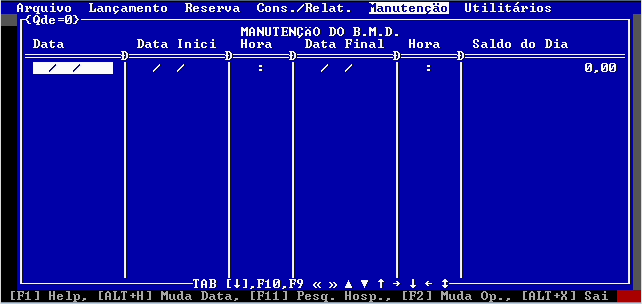 Arquivo Lançamento Reserva Cons./Relat. Manutenção Utilitários
(Qde=0)
MANUTENÇÃO DO B.M.D.
Data Data Inici Hora Data Final Hora Saldo do Dia
/ / / / : / / : 0,00
TAB [↓],F10,F9 « » ▲ ▼ ↑ → ↓ ← ↕
[F1] Help, [ALT+H] Muda Data, [F11] Pesq. Hosp., [F2] Muda Op., [ALT+X] Sai